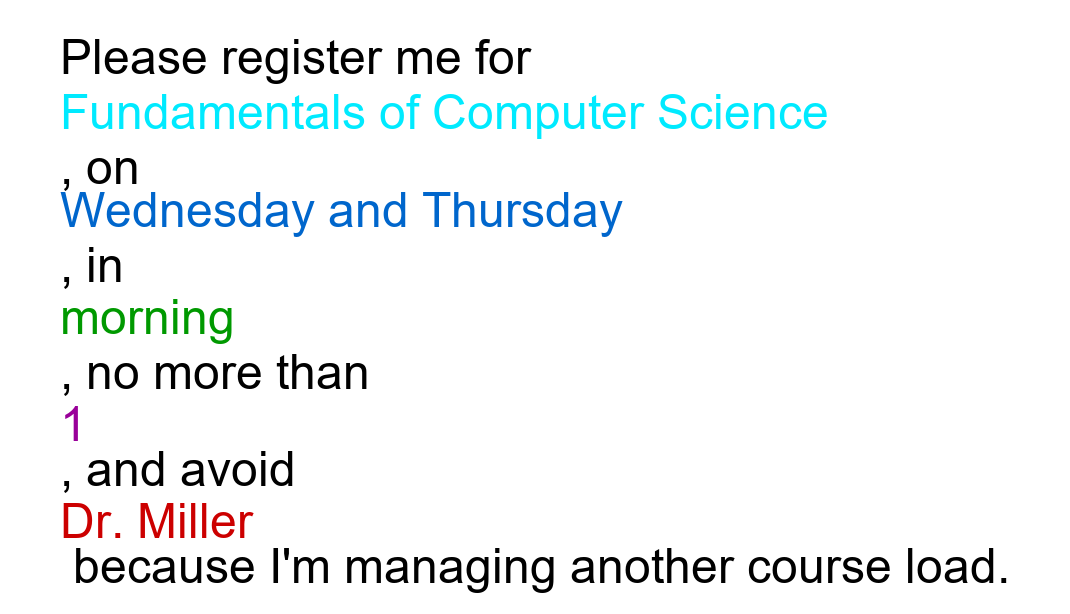 Please register me for
Fundamentals of Computer Science
, on
Wednesday and Thursday
, in
morning
, no more than
1
, and avoid
Dr. Miller
because I'm managing another course load.